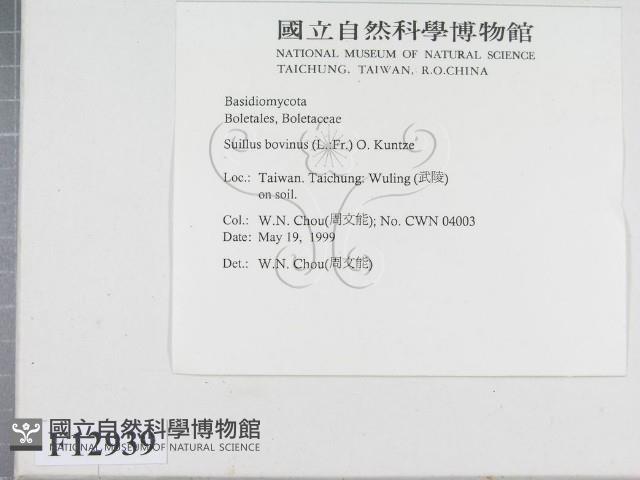 國立自然科學博物館
NATIONAL MUSEUM OF NATURAL SCIENCE
TAICHUNG, TAIWAN, R.O.CHINA
Basidiomycota
Boletales, Boletaceae
Suillus bovinus (L.:Fr.) O. Kuntze
Loc.: Taiwan. Taichung: Wuling (武陵)
on soil.
Col.: W.N. Chou(周文能); No. CWN 04003
Date: May 19, 1999
Det.: W.N. Chou(周文能)
國立自然科學博物館
NATIONAL MUSEUM OF NATURAL SCIENCE
F12939